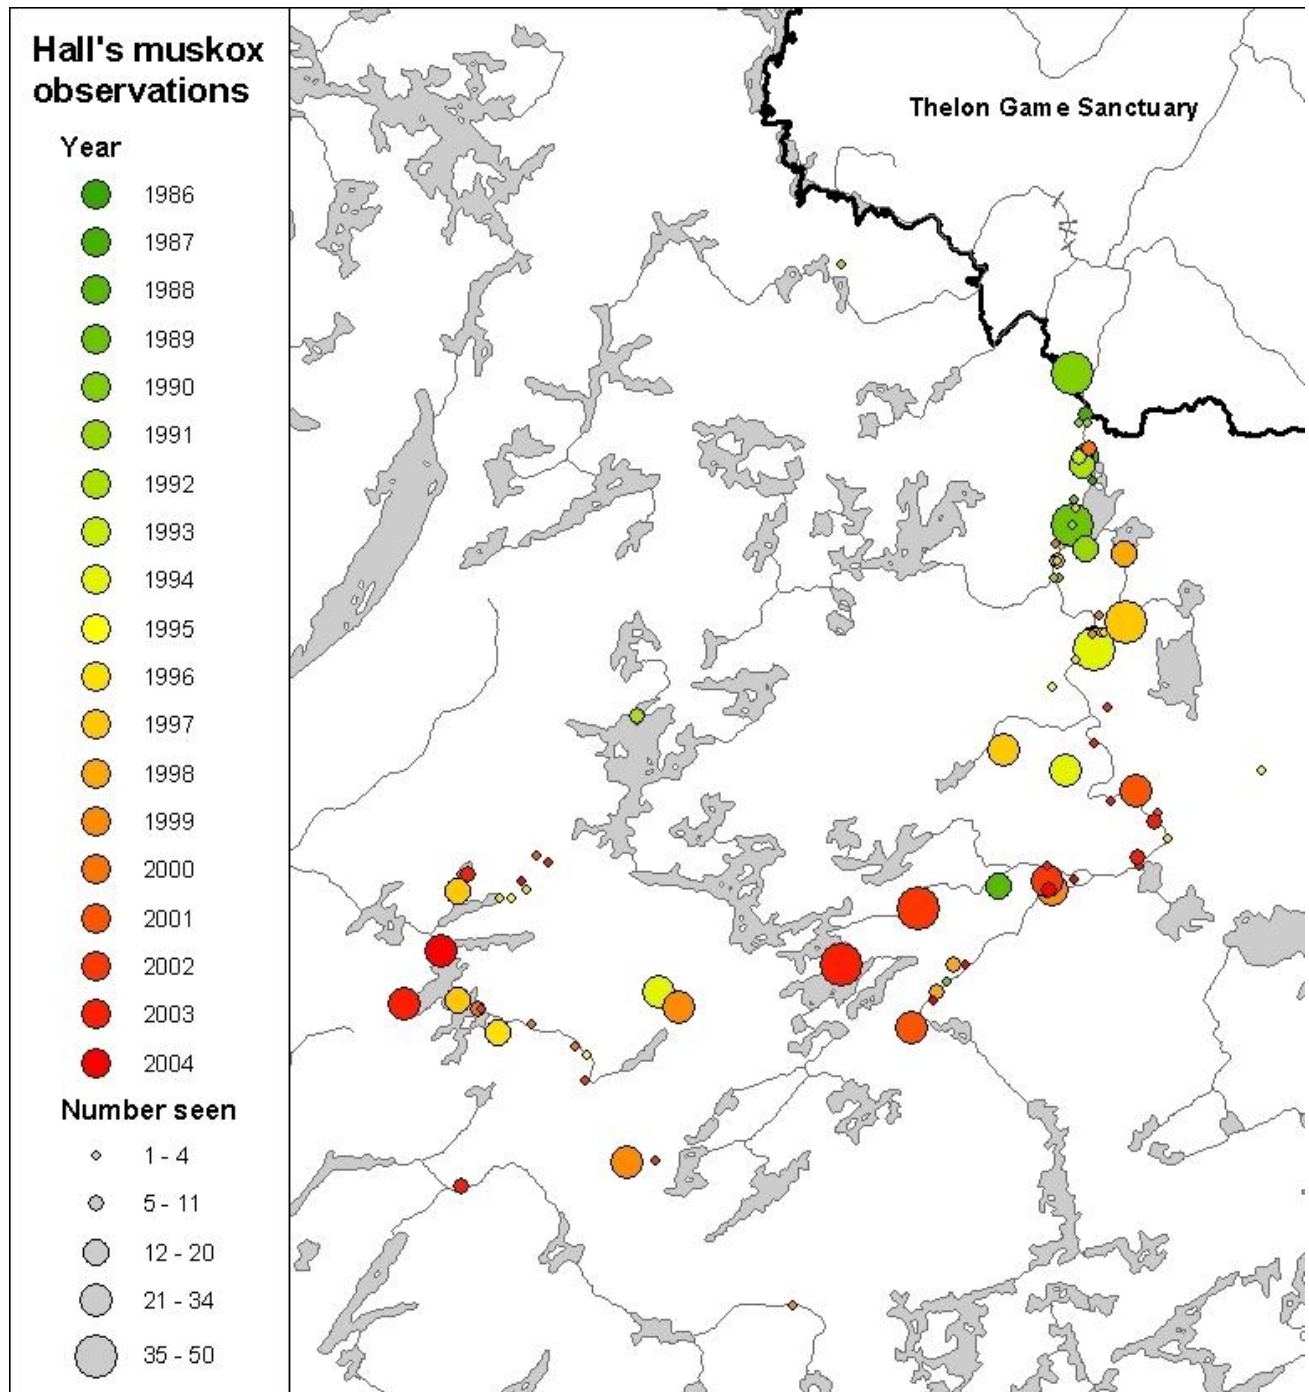 Hall's muskox
observations
Year
1986
1987
1988
1989
1990
1991
1992
1993
1994
1995
1996
1997
1998
1999
2000
2001
2002
2003
2004
Number seen
1 - 4
5 - 11
12 - 20
21 - 34
35 - 50
Thelon Game Sanctuary